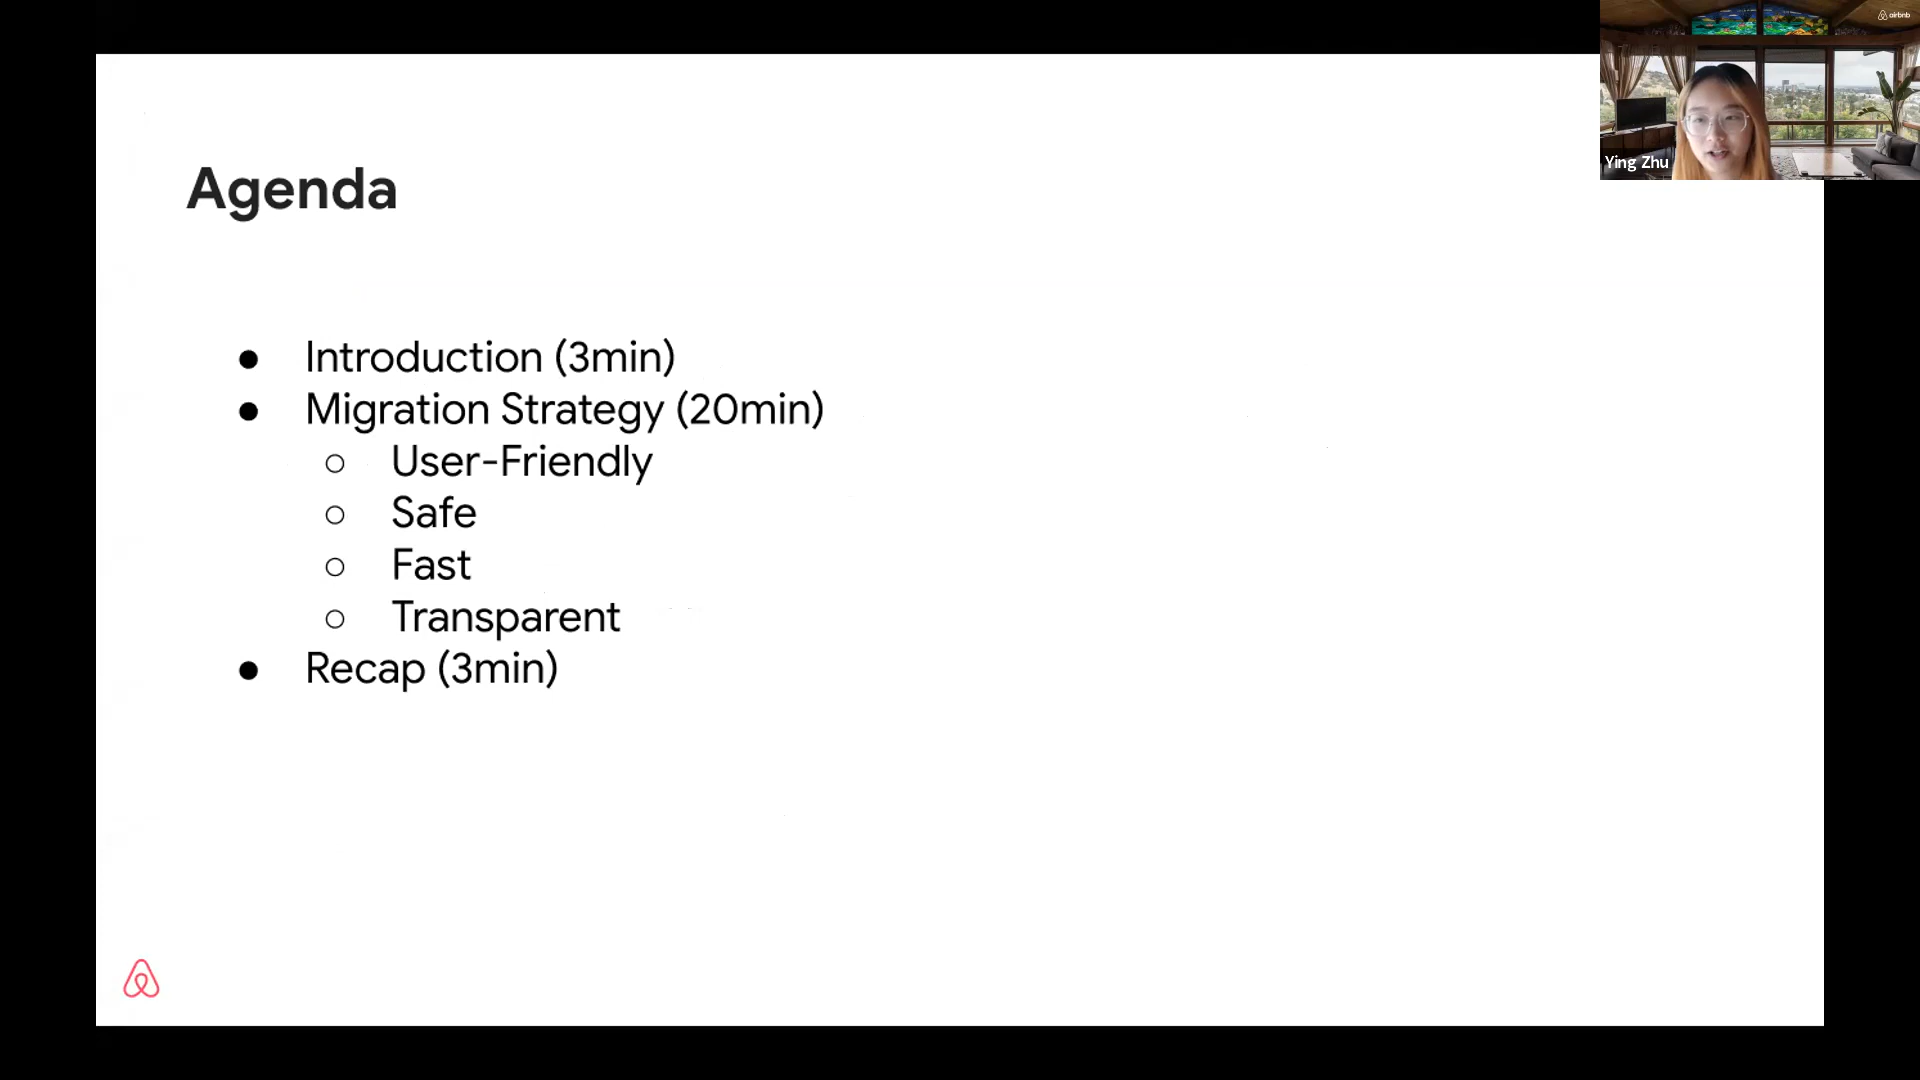 airbnb
Ying Zhu
Agenda
● Introduction (3min)
● Migration Strategy (20min)
○ User-Friendly
○ Safe
○ Fast
○ Transparent
● Recap (3min)